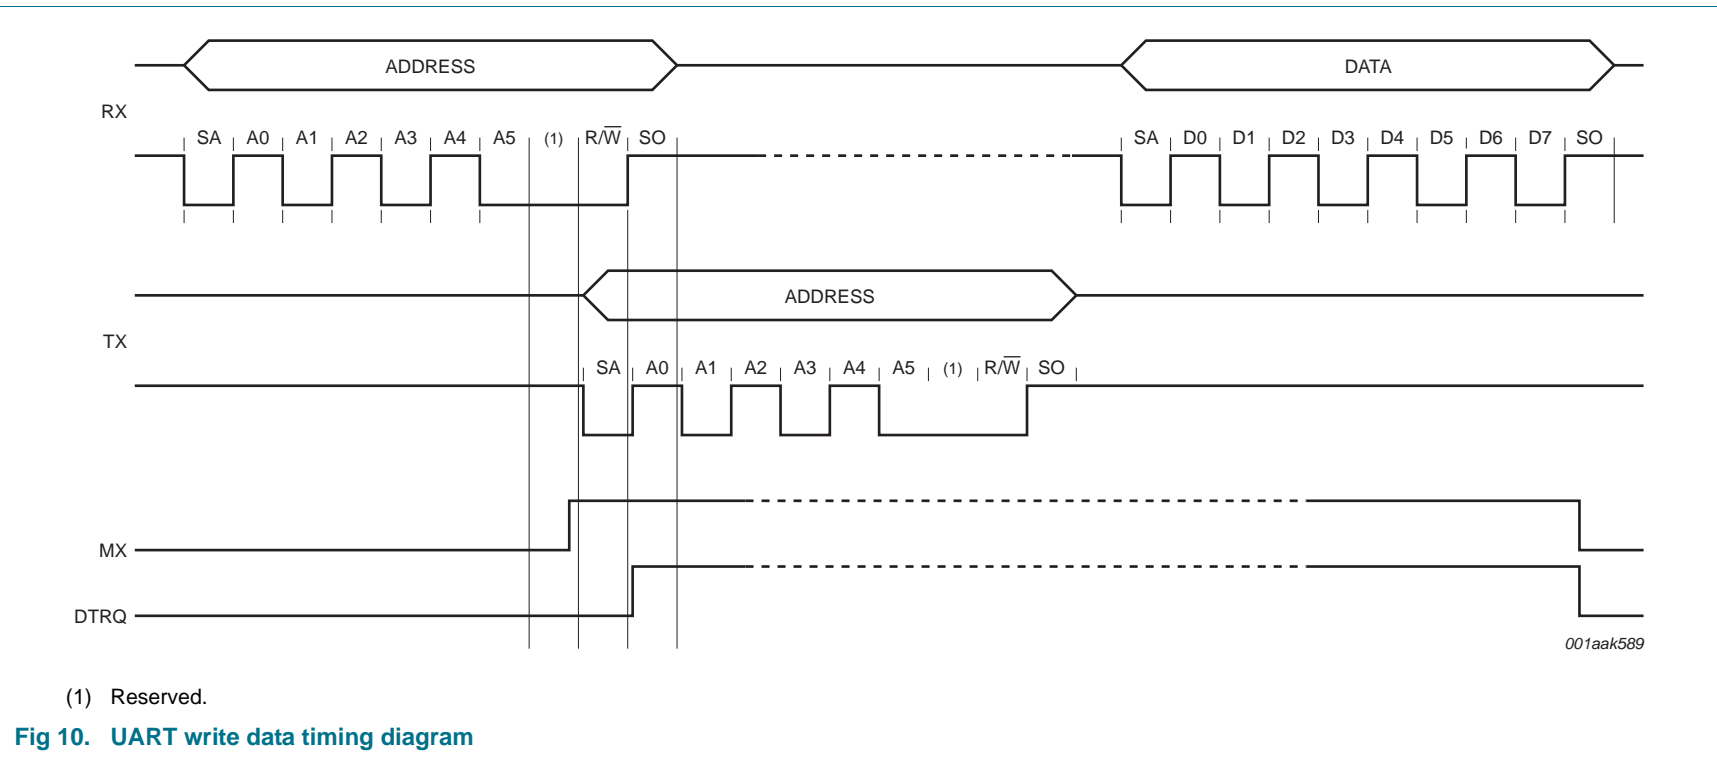 ADDRESS DATA
RX
SA A0 A1 A2 A3 A4 A5 (1) R/W̅ SO SA D0 D1 D2 D3 D4 D5 D6 D7 SO
ADDRESS
TX
SA A0 A1 A2 A3 A4 A5 (1) R/W̅ SO
MX
DTRQ
001aak589
(1) Reserved.
Fig 10. UART write data timing diagram